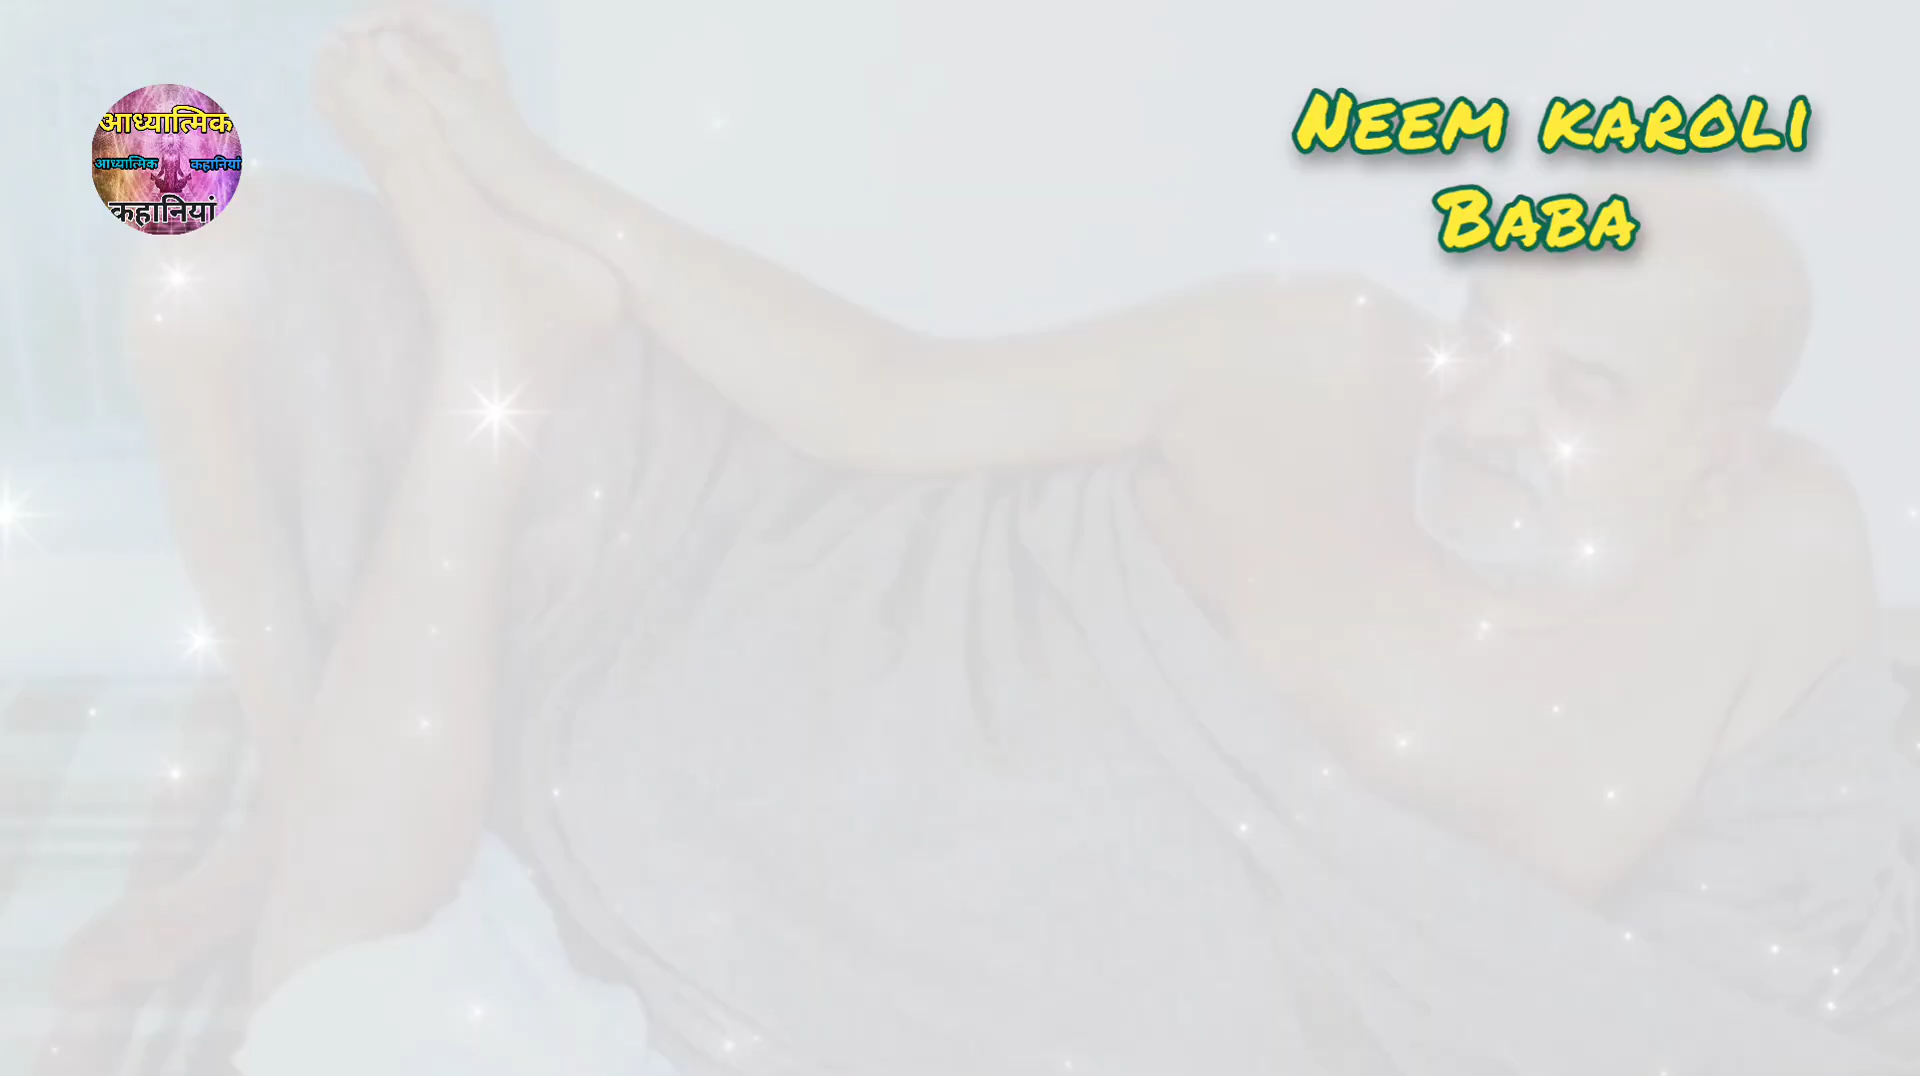 आध्यात्मिक
आध्यात्मिक कहानियां
कहानियां
Neem karoli
Baba